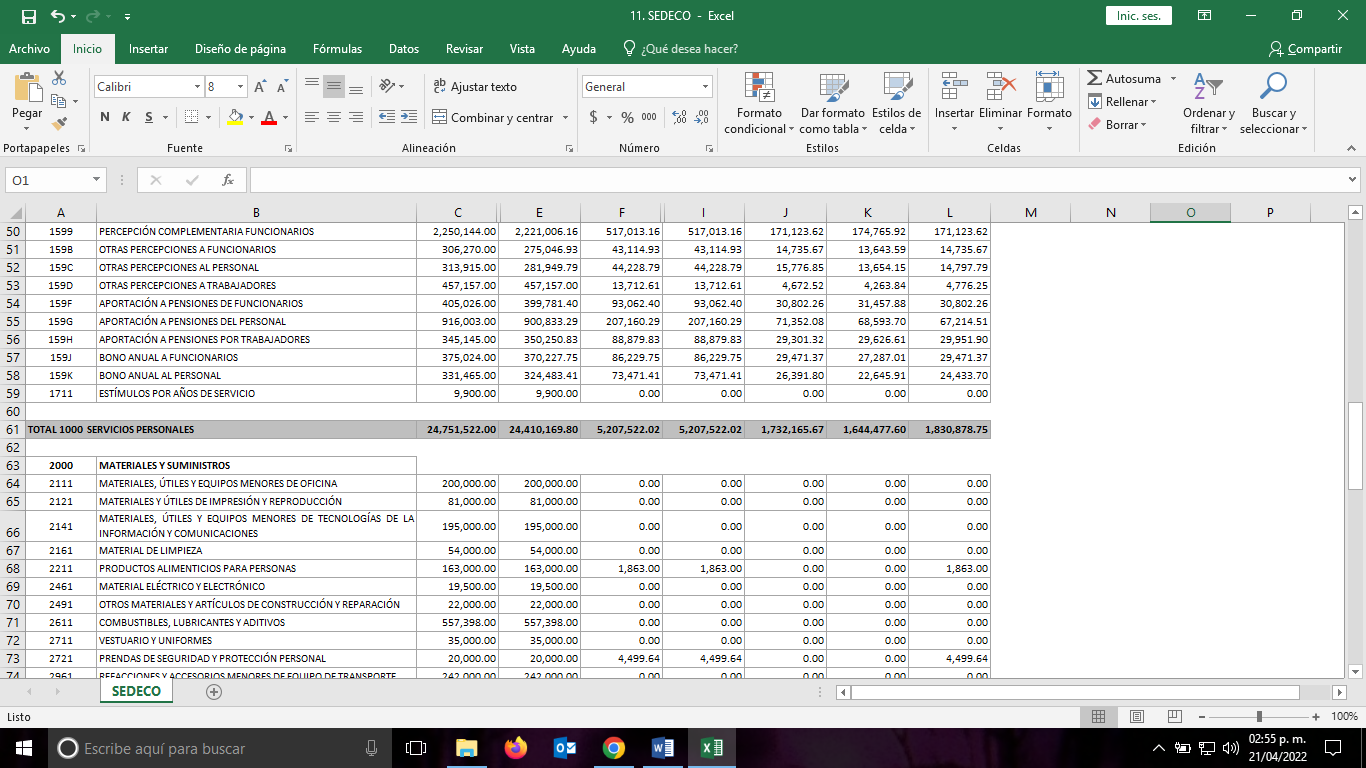 11. SEDECO - Excel
Inic. ses.
Archivo Inicio Insertar Diseño de página Fórmulas Datos Revisar Vista Ayuda ¿Qué desea hacer? Compartir
Pegar
Portapapeles
Calibri 8
N K S
Fuente
Ajustar texto
Combinar y centrar
Alineación
General
$ % 000
Número
Formato condicional
Dar formato como tabla
Estilos de celda
Estilos
Insertar Eliminar Formato
Celdas
Autosuma
Rellenar
Borrar
Ordenar y filtrar
Buscar y seleccionar
Edición
O1 fx
A B C E F I J K L M N O P
50 1599 PERCEPCIÓN COMPLEMENTARIA FUNCIONARIOS 2,250,144.00 2,221,006.16 517,013.16 517,013.16 171,123.62 174,765.92 171,123.62
51 159B OTRAS PERCEPCIONES A FUNCIONARIOS 306,270.00 275,046.93 43,114.93 43,114.93 14,735.67 13,643.59 14,735.67
52 159C OTRAS PERCEPCIONES AL PERSONAL 313,915.00 281,949.79 44,228.79 44,228.79 15,776.85 13,654.15 14,797.79
53 159D OTRAS PERCEPCIONES A TRABAJADORES 457,157.00 457,157.00 13,712.61 13,712.61 4,672.52 4,263.84 4,776.25
54 159F APORTACIÓN A PENSIONES DE FUNCIONARIOS 405,026.00 399,781.40 93,062.40 93,062.40 30,802.26 31,457.88 30,802.26
55 159G APORTACIÓN A PENSIONES DEL PERSONAL 916,003.00 900,833.29 207,160.29 207,160.29 71,352.08 68,593.70 67,214.51
56 159H APORTACIÓN A PENSIONES POR TRABAJADORES 345,145.00 350,250.83 88,879.83 88,879.83 29,301.32 29,626.61 29,951.90
57 159J BONO ANUAL A FUNCIONARIOS 375,024.00 370,227.75 86,229.75 86,229.75 29,471.37 27,287.01 29,471.37
58 159K BONO ANUAL AL PERSONAL 331,465.00 324,483.41 73,471.41 73,471.41 26,391.80 22,645.91 24,433.70
59 1711 ESTÍMULOS POR AÑOS DE SERVICIO 9,900.00 9,900.00 0.00 0.00 0.00 0.00 0.00
60
61 TOTAL 1000 SERVICIOS PERSONALES 24,751,522.00 24,410,169.80 5,207,522.02 5,207,522.02 1,732,165.67 1,644,477.60 1,830,878.75
62
63 2000 MATERIALES Y SUMINISTROS
64 2111 MATERIALES, ÚTILES Y EQUIPOS MENORES DE OFICINA 200,000.00 200,000.00 0.00 0.00 0.00 0.00 0.00
65 2121 MATERIALES Y ÚTILES DE IMPRESIÓN Y REPRODUCCIÓN 81,000.00 81,000.00 0.00 0.00 0.00 0.00 0.00
66 2141 MATERIALES, ÚTILES Y EQUIPOS MENORES DE TECNOLOGÍAS DE LA INFORMACIÓN Y COMUNICACIONES 195,000.00 195,000.00 0.00 0.00 0.00 0.00 0.00
67 2161 MATERIAL DE LIMPIEZA 54,000.00 54,000.00 0.00 0.00 0.00 0.00 0.00
68 2211 PRODUCTOS ALIMENTICIOS PARA PERSONAS 163,000.00 163,000.00 1,863.00 1,863.00 0.00 0.00 1,863.00
69 2461 MATERIAL ELÉCTRICO Y ELECTRÓNICO 19,500.00 19,500.00 0.00 0.00 0.00 0.00 0.00
70 2491 OTROS MATERIALES Y ARTÍCULOS DE CONSTRUCCIÓN Y REPARACIÓN 22,000.00 22,000.00 0.00 0.00 0.00 0.00 0.00
71 2611 COMBUSTIBLES, LUBRICANTES Y ADITIVOS 557,398.00 557,398.00 0.00 0.00 0.00 0.00 0.00
72 2711 VESTUARIO Y UNIFORMES 35,000.00 35,000.00 0.00 0.00 0.00 0.00 0.00
73 2721 PRENDAS DE SEGURIDAD Y PROTECCIÓN PERSONAL 20,000.00 20,000.00 4,499.64 4,499.64 0.00 0.00 4,499.64
74 2961 REFACCIONES Y ACCESORIOS MENORES DE EQUIPO DE TRANSPORTE 242,000.00 242,000.00 0.00 0.00 0.00 0.00 0.00
SEDECO
Listo 100%
Escribe aquí para buscar
02:55 p. m.
21/04/2022